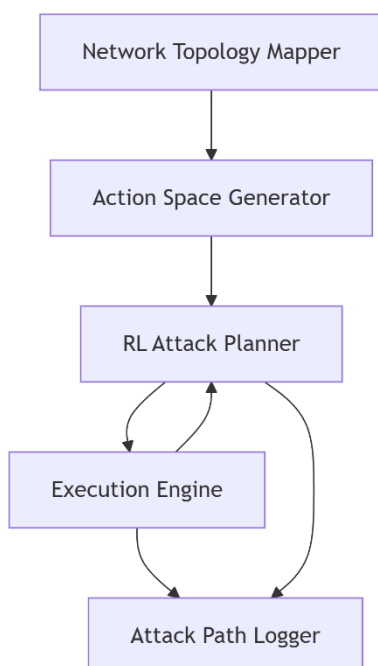 Network Topology Mapper
Action Space Generator
RL Attack Planner
Execution Engine
Attack Path Logger